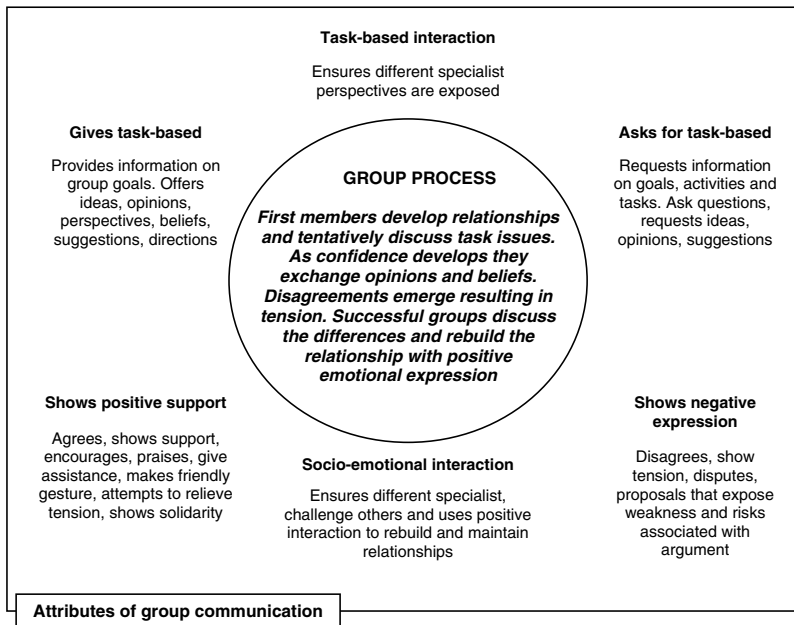 Task-based interaction
Ensures different specialist
perspectives are exposed
Gives task-based
Provides information on
group goals. Offers
ideas, opinions,
perspectives, beliefs,
suggestions, directions
Asks for task-based
Requests information
on goals, activities and
tasks. Ask questions,
requests ideas,
opinions, suggestions
GROUP PROCESS
First members develop relationships
and tentatively discuss task issues.
As confidence develops they
exchange opinions and beliefs.
Disagreements emerge resulting in
tension. Successful groups discuss
the differences and rebuild the
relationship with positive
emotional expression
Shows positive support
Agrees, shows support,
encourages, praises, give
assistance, makes friendly
gesture, attempts to relieve
tension, shows solidarity
Socio-emotional interaction
Ensures different specialist,
challenge others and uses positive
interaction to rebuild and maintain
relationships
Shows negative
expression
Disagrees, show
tension, disputes,
proposals that expose
weakness and risks
associated with
argument
Attributes of group communication